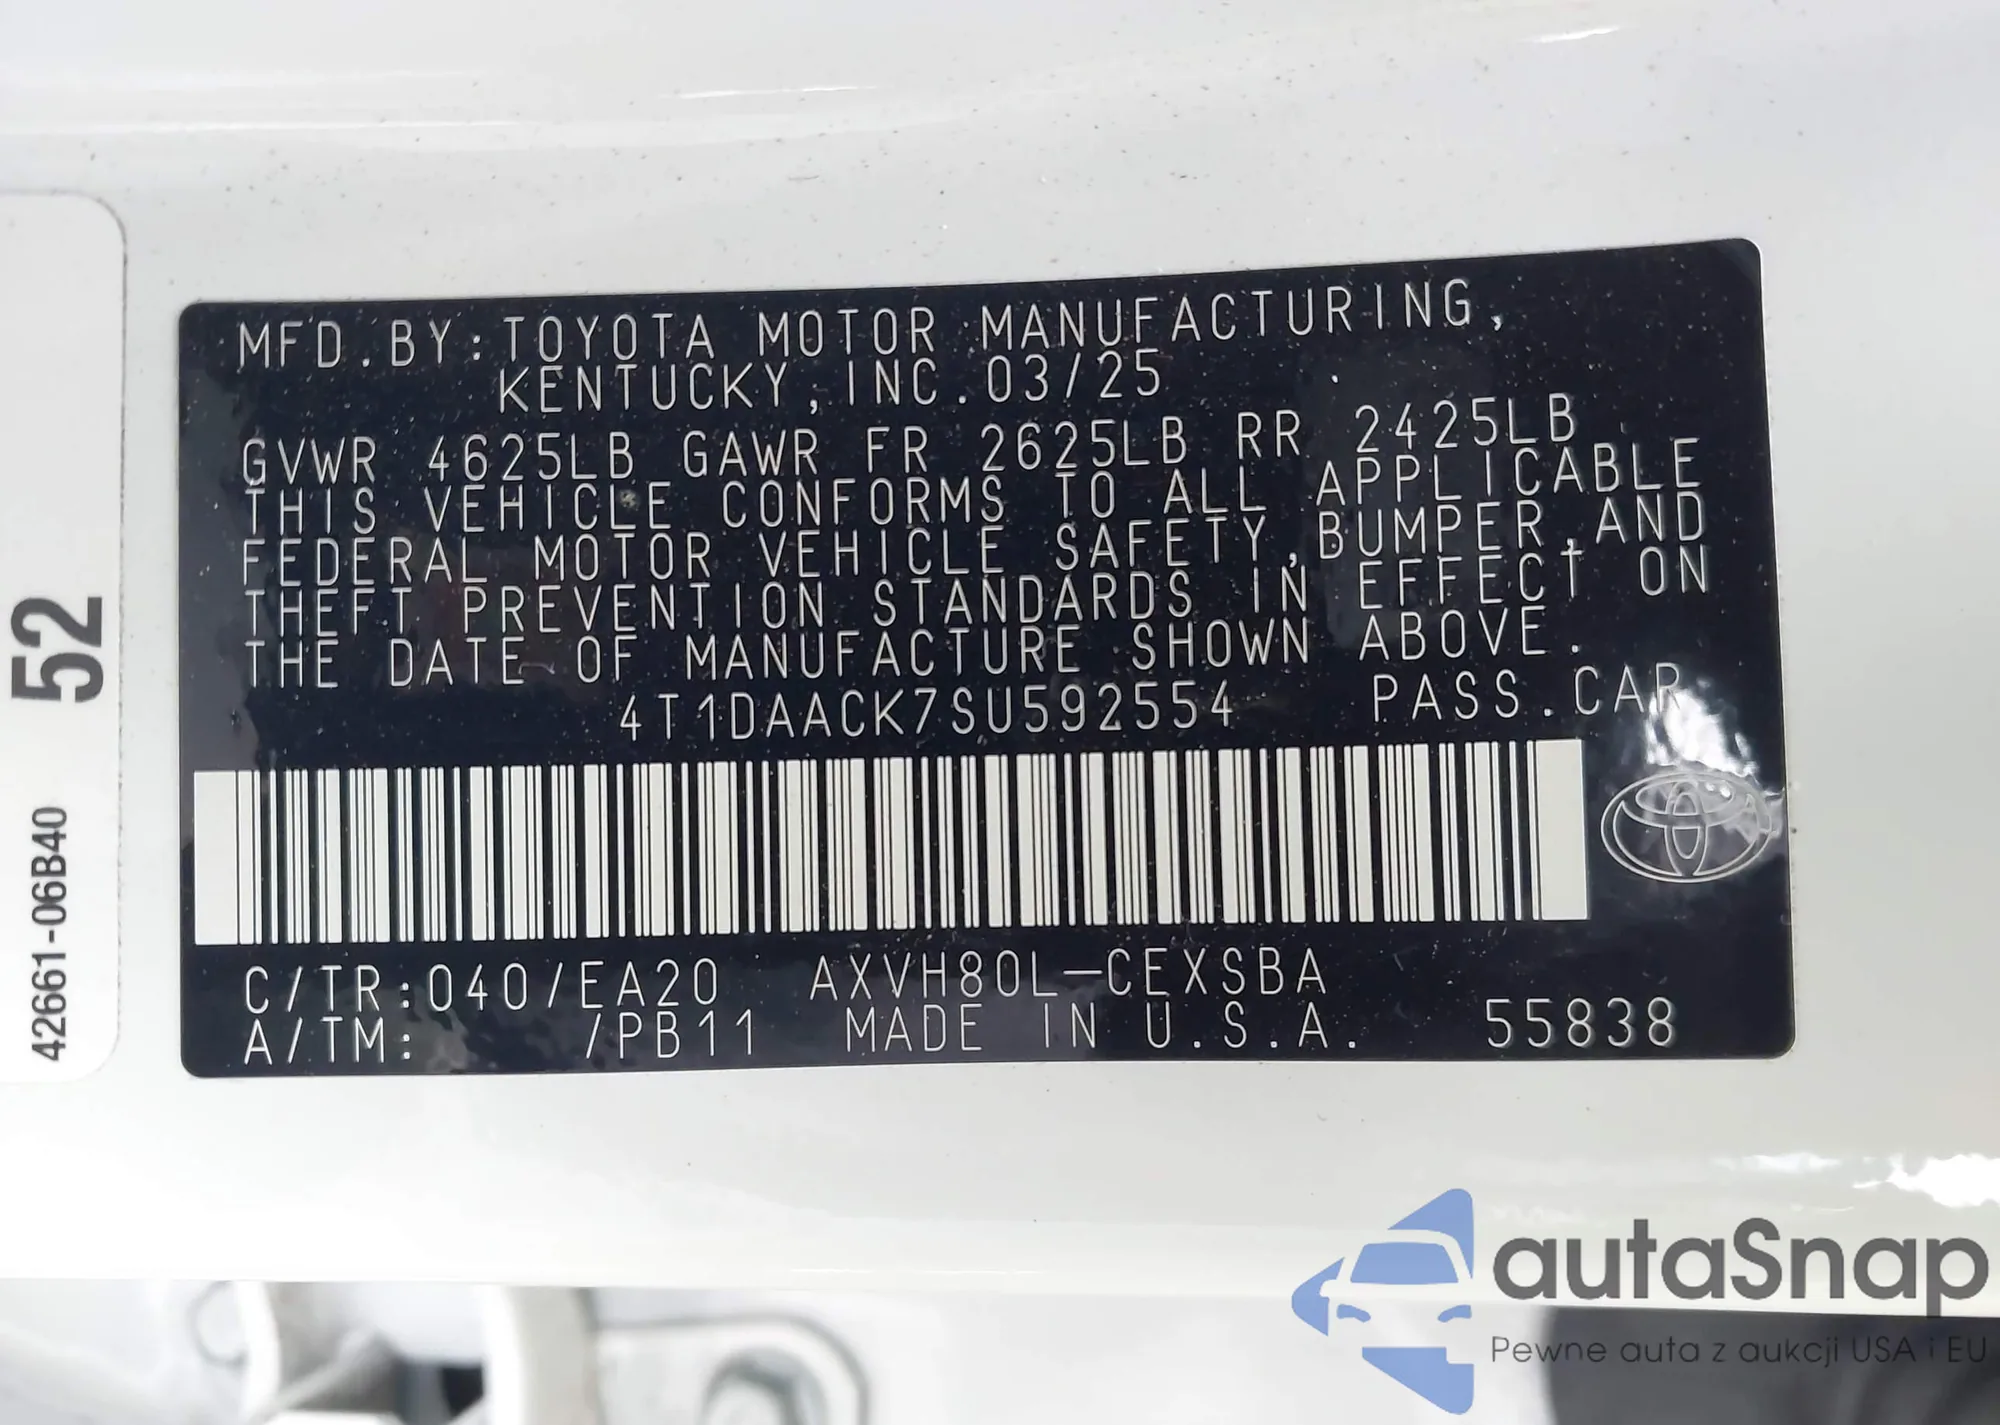 MFD.BY:TOYOTA MOTOR MANUFACTURING,
KENTUCKY,INC.03/25
GVWR 4625LB GAWR FR 2625LB RR 2425LB
THIS VEHICLE CONFORMS TO ALL APPLICABLE
FEDERAL MOTOR VEHICLE SAFETY,BUMPER,AND
THEFT PREVENTION STANDARDS IN EFFECT ON
THE DATE OF MANUFACTURE SHOWN ABOVE.
4T1DAACK7SU592554 PASS.CAR
C/TR:040/EA20 AXVH80L-CEXSBA
A/TM: /PB11 MADE IN U.S.A. 55838
52
42661-06B40
autaSnap
Pewne auta z aukcji USA i EU